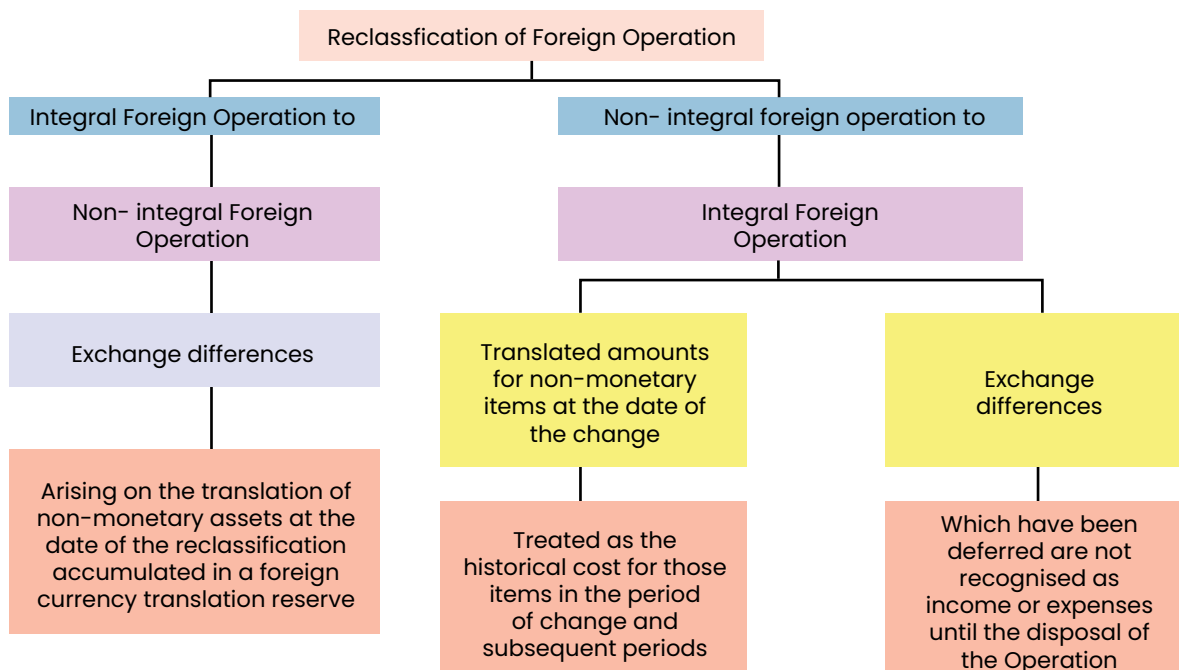 Reclassfication of Foreign Operation
Integral Foreign Operation to
Non- integral foreign operation to
Non- integral Foreign
Operation
Integral Foreign
Operation
Exchange differences
Translated amounts
for non-monetary
items at the date of
the change
Exchange
differences
Arising on the translation of
non-monetary assets at the
date of the reclassification
accumulated in a foreign
currency translation reserve
Treated as the
historical cost for those
items in the period
of change and
subsequent periods
Which have been
deferred are not
recognised as
income or expenses
until the disposal of
the Operation